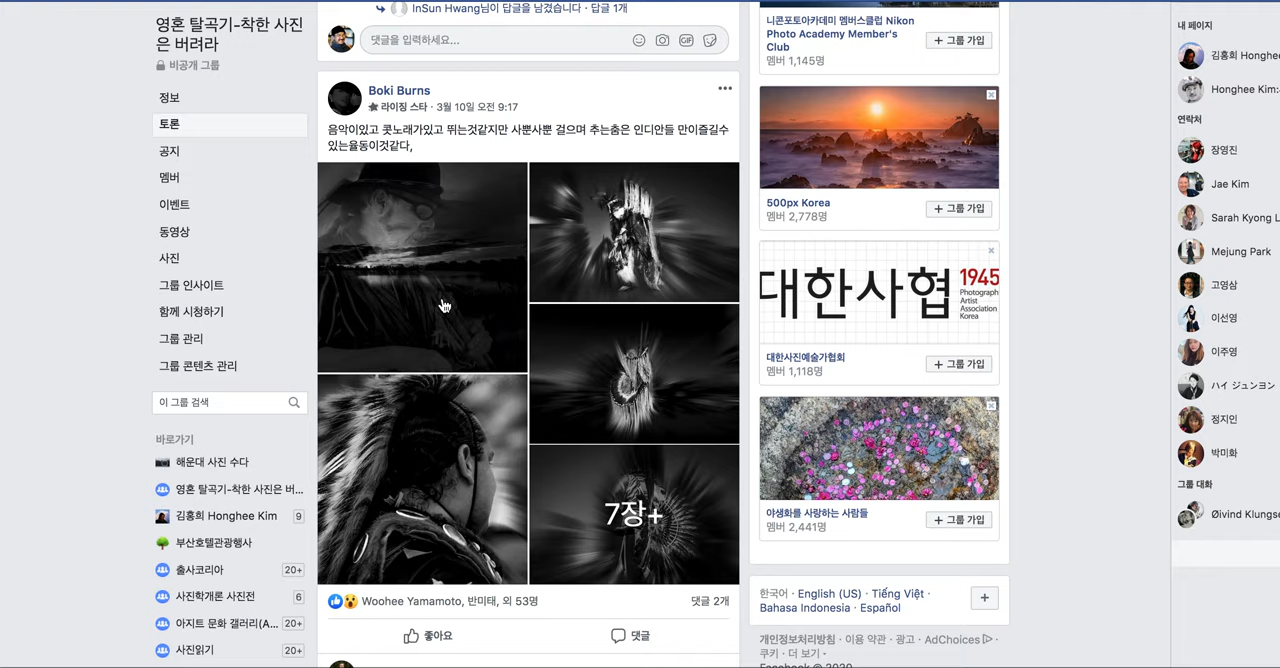 영혼 탈곡기-착한 사진
은 버려라
비공개 그룹
정보
토론
공지
멤버
이벤트
동영상
사진
그룹 인사이트
함께 시청하기
그룹 관리
그룹 콘텐츠 관리
이 그룹 검색
바로가기
해운대 사진 수다
영혼 탈곡기-착한 사진은 버...
김홍희 Honghee Kim 9
부산호텔관광행사
출사코리아 20+
사진학개론 사진전 6
아지트 문화 갤러리(A... 20+
사진읽기 20+
InSun Hwang님이 답글을 남겼습니다 · 답글 1개
댓글을 입력하세요...
GIF
Boki Burns
라이징 스타 · 3월 10일 오전 9:17
음악이있고 콧노래가있고 뛰는것같지만 사뿐사뿐 걸으며 추는춤은 인디안들 만이즐길수
있는율동이것같다,
7장+
Woohee Yamamoto, 반미태, 외 53명
댓글 2개
좋아요
댓글
니콘포토아카데미 멤버스클럽 Nikon
Photo Academy Member's
Club
멤버 1,145명
+ 그룹 가입
500px Korea
멤버 2,778명
+ 그룹 가입
대한사협
1945
Photograph
Artist
Association
Korea
대한사진예술가협회
멤버 1,118명
+ 그룹 가입
야생화를 사랑하는 사람들
멤버 2,441명
+ 그룹 가입
한국어 · English (US) · Tiếng Việt ·
Bahasa Indonesia · Español
+
개인정보처리방침 · 이용 약관 · 광고 · AdChoices
쿠키 · 더 보기
Facebook © 2020
내 페이지
김홍희 Honghee
Honghee Kim:
연락처
장영진
Jae Kim
Sarah Kyong L
Mejung Park
고영삼
이선영
이주영
ハイ ジュンヨン
정지인
박미화
그룹 대화
Øivind Klungse